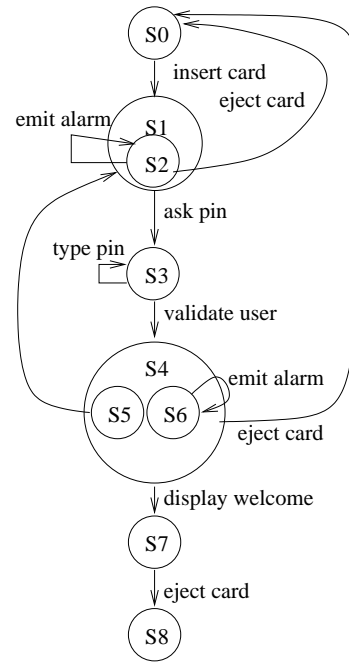 S0
insert card
eject card
emit alarm
S1
S2
ask pin
type pin
S3
validate user
S4
emit alarm
S5
S6
eject card
display welcome
S7
eject card
S8